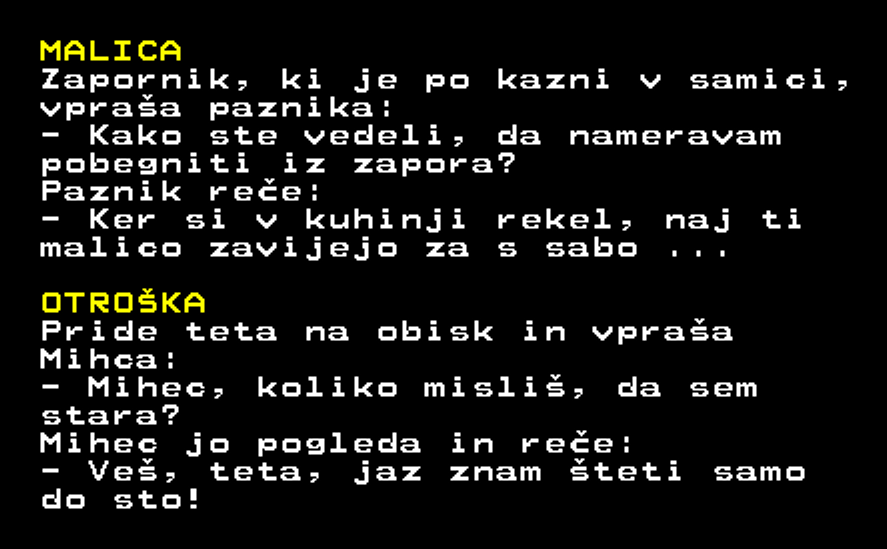 MALICA
Zapornik, ki je po kazni v samici,
vpraša paznika:
- Kako ste vedeli, da nameravam
pobegniti iz zapora?
Paznik reče:
- Ker si v kuhinji rekel, naj ti
malico zavijejo za s sabo ...
OTROŠKA
Pride teta na obisk in vpraša
Mihca:
- Mihec, koliko misliš, da sem
stara?
Mihec jo pogleda in reče:
- Veš, teta, jaz znam šteti samo
do sto!